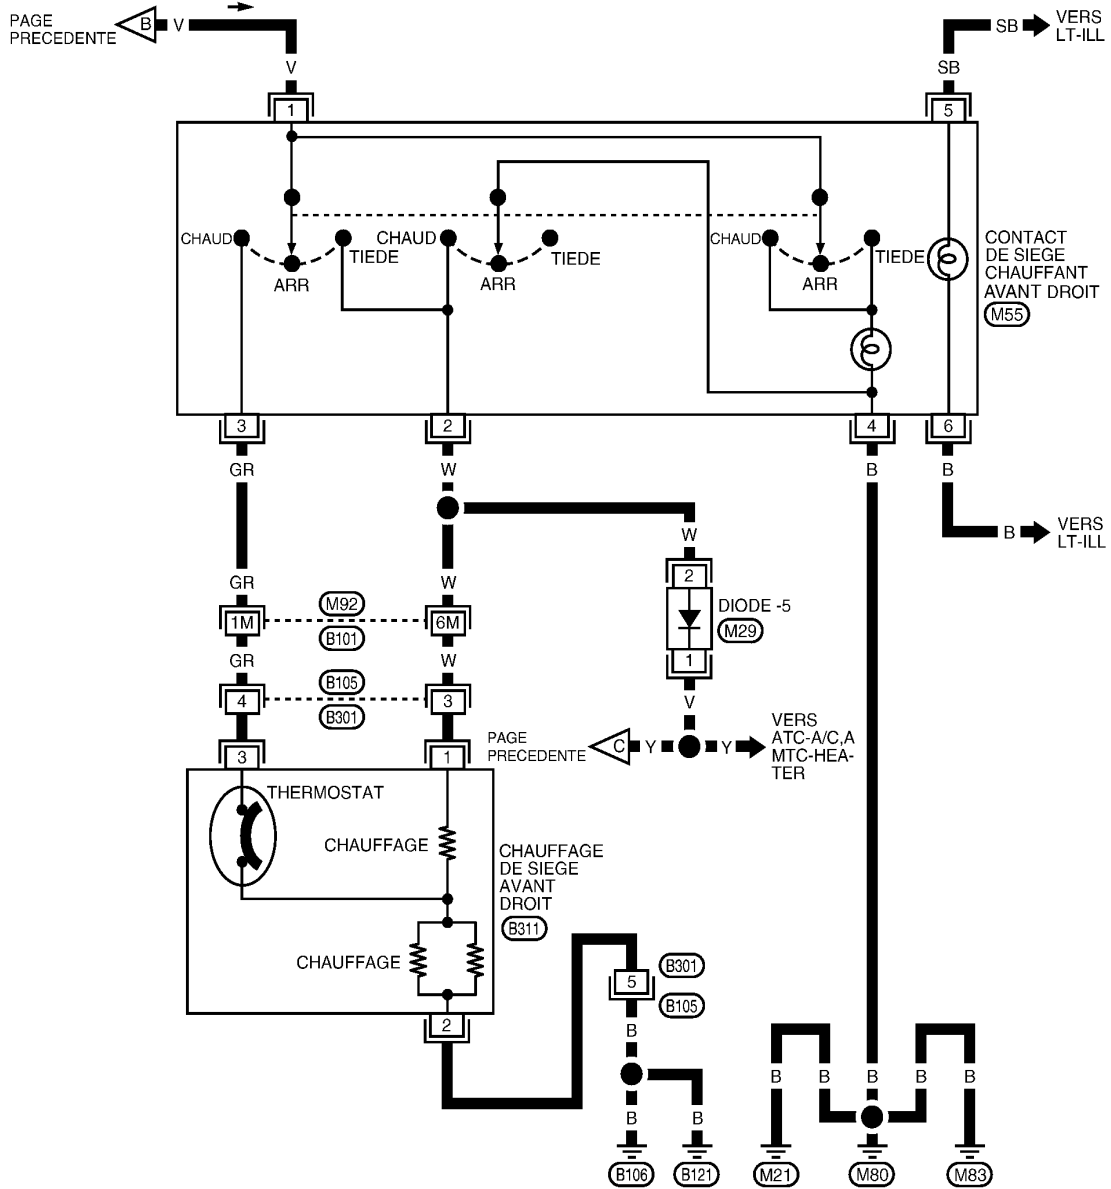 PAGE
PRECEDENTE
B
V
V
1
SB
VERS
LT-ILL
SB
5
CHAUD
TIEDE
ARR
CHAUD
TIEDE
ARR
CHAUD
TIEDE
ARR
CONTACT
DE SIEGE
CHAUFFANT
AVANT DROIT
M55
3
2
4
6
GR
W
B
B
W
B
VERS
LT-ILL
2
DIODE -5
M29
1
V
GR
W
M92
1M
6M
B101
GR
W
B105
4
3
B301
PAGE
PRECEDENTE
C
Y
Y
VERS
ATC-A/C,A
MTC-HEA-
TER
3
1
THERMOSTAT
CHAUFFAGE
CHAUFFAGE
DE SIEGE
AVANT
DROIT
B311
CHAUFFAGE
2
B301
5
B105
B
B
B
B
B
B
B
B
B106
B121
M21
M80
M83